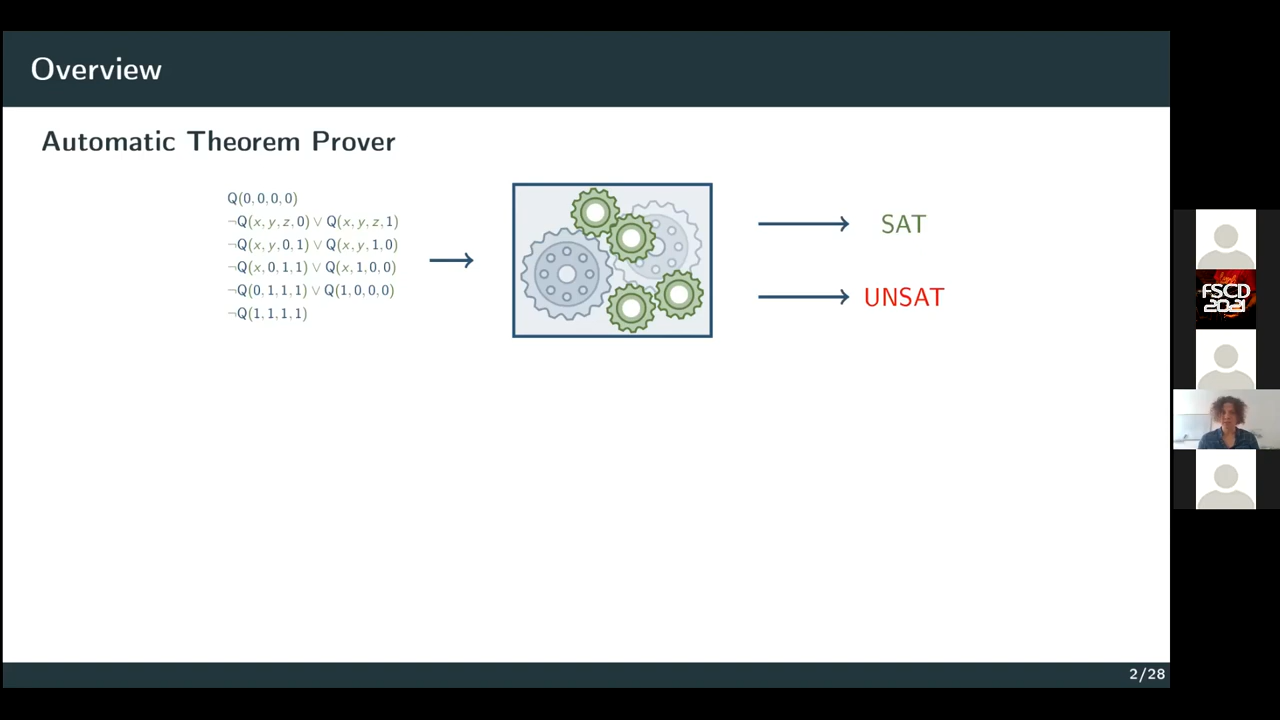 Overview
Automatic Theorem Prover
Q(0,0,0,0)
¬Q(x, y, z, 0) ∨ Q(x, y, z, 1)
¬Q(x, y, 0, 1) ∨ Q(x, y, 1, 0)
¬Q(x, 0, 1, 1) ∨ Q(x, 1, 0, 0)
¬Q(0, 1, 1, 1) ∨ Q(1, 0, 0, 0)
¬Q(1, 1, 1, 1)
SAT
UNSAT
FSCD
2021
2/28